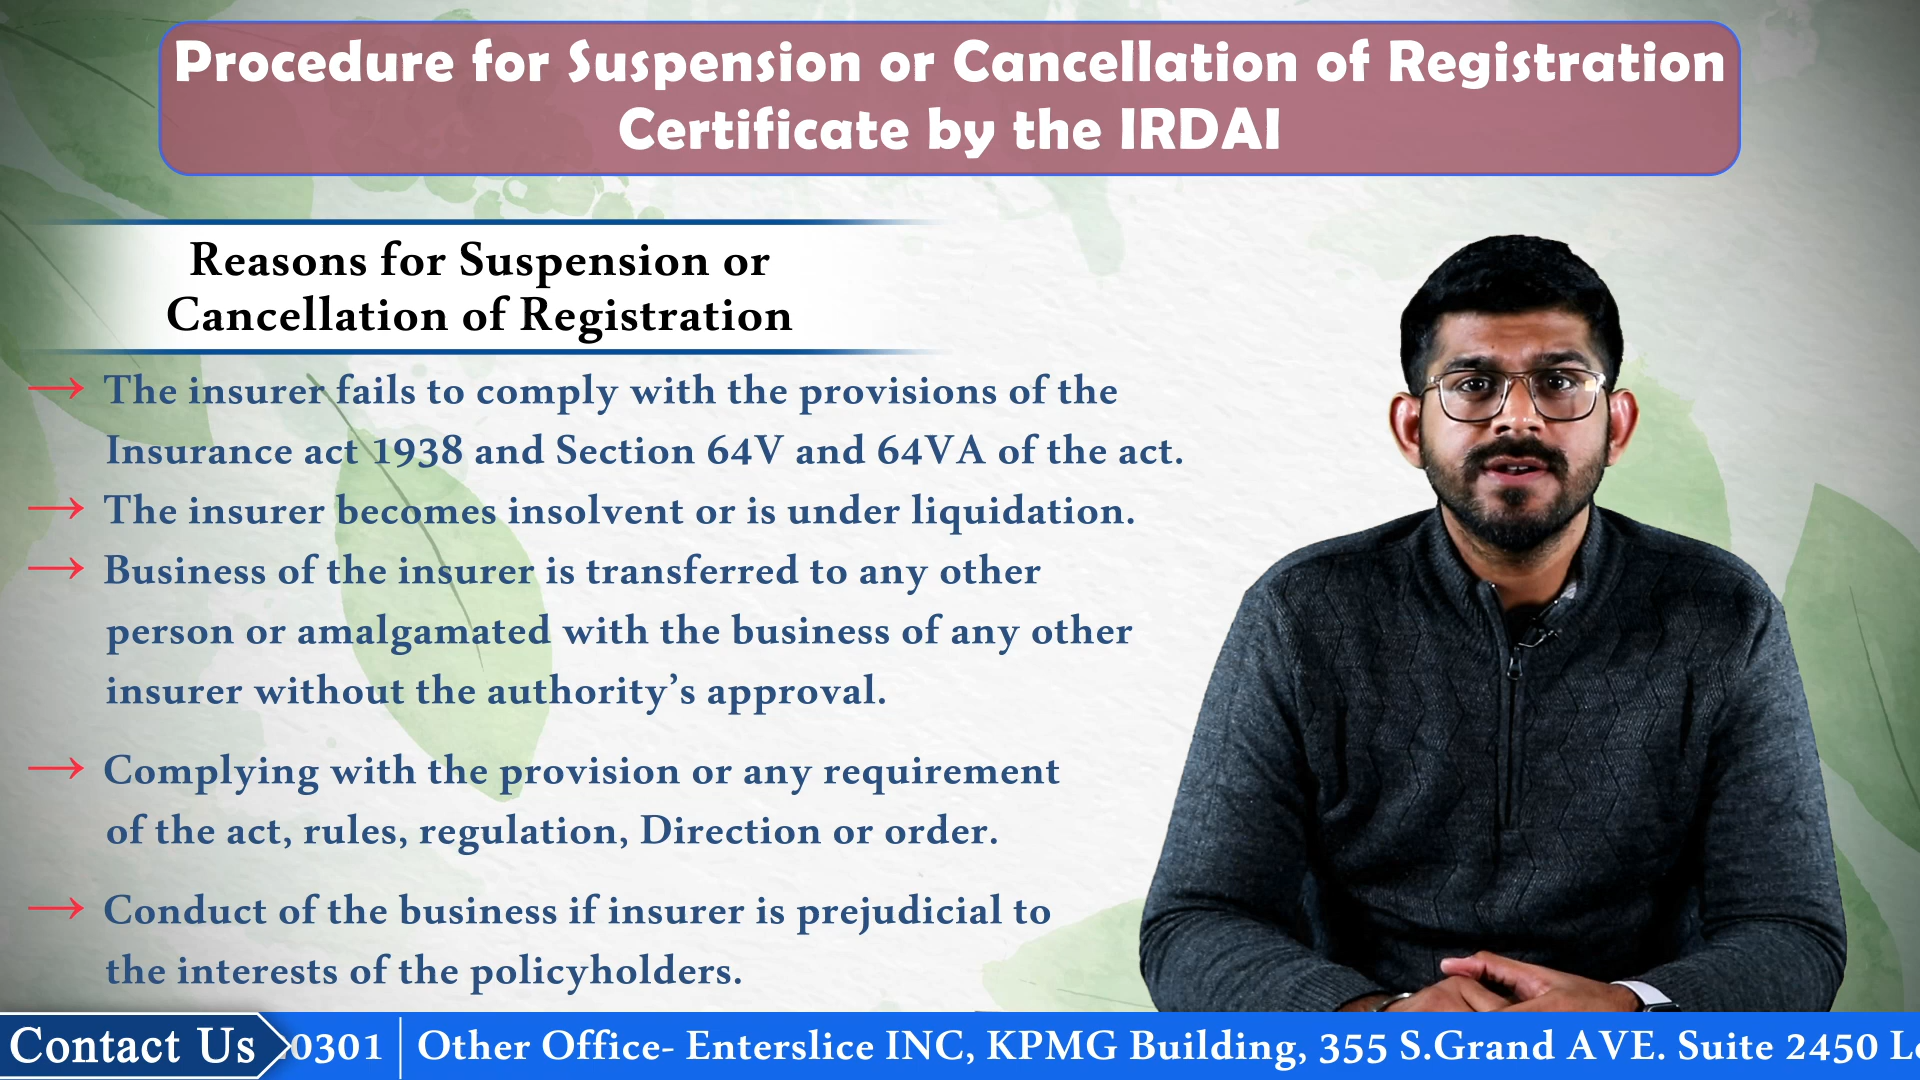 Procedure for Suspension or Cancellation of Registration
Certificate by the IRDAI
Reasons for Suspension or
Cancellation of Registration
→ The insurer fails to comply with the provisions of the
Insurance act 1938 and Section 64V and 64VA of the act.
→ The insurer becomes insolvent or is under liquidation.
→ Business of the insurer is transferred to any other
person or amalgamated with the business of any other
insurer without the authority’s approval.
→ Complying with the provision or any requirement
of the act, rules, regulation, Direction or order.
→ Conduct of the business if insurer is prejudicial to
the interests of the policyholders.
Contact Us 0301 | Other Office- Enterslice INC, KPMG Building, 355 S.Grand AVE. Suite 2450